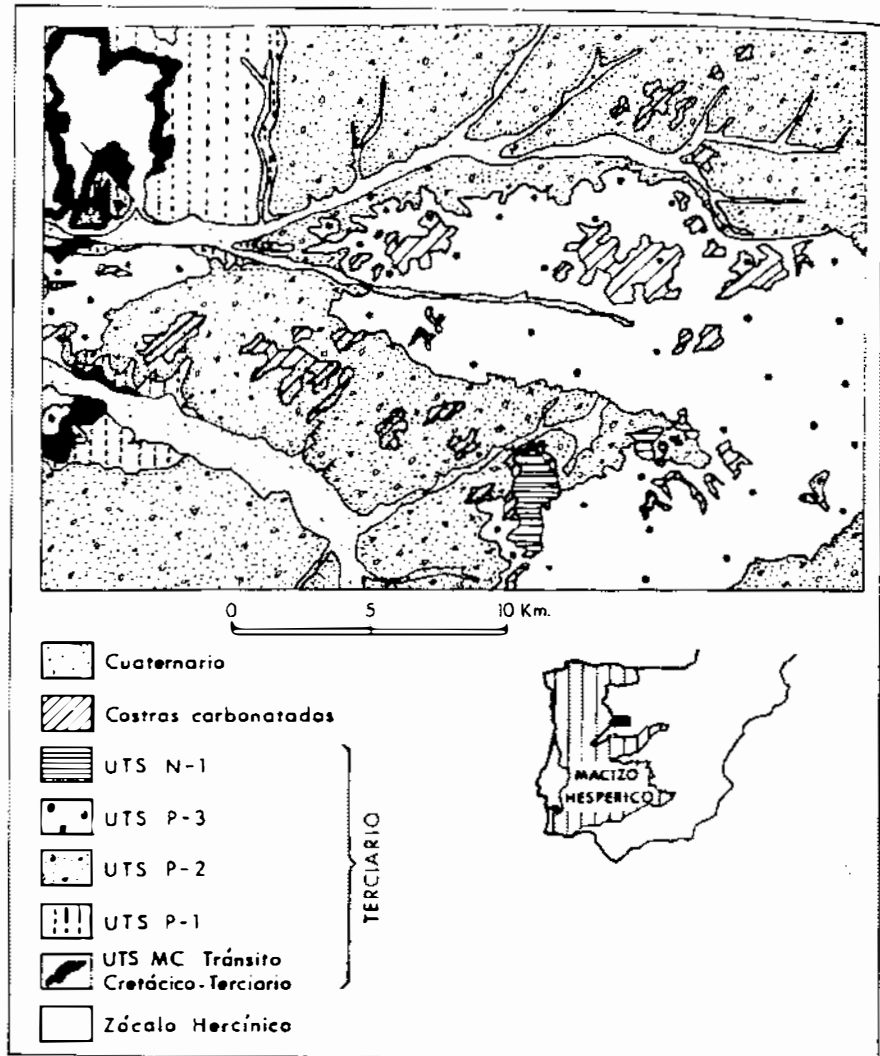 0 5 10 Km.
Cuaternario
Costras carbonatadas
UTS N-1
UTS P-3
UTS P-2
UTS P-1
UTS MC Tránsito
Cretácico-Terciario
Zócalo Hercínico
TERCIARIO
MACIZO
HESPERICO